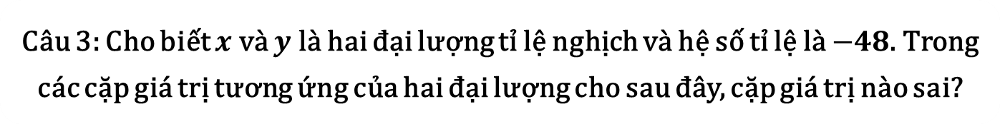 Câu 3: Cho biết x và y là hai đại lượng tỉ lệ nghịch và hệ số tỉ lệ là −48. Trong
các cặp giá trị tương ứng của hai đại lượng cho sau đây, cặp giá trị nào sai?